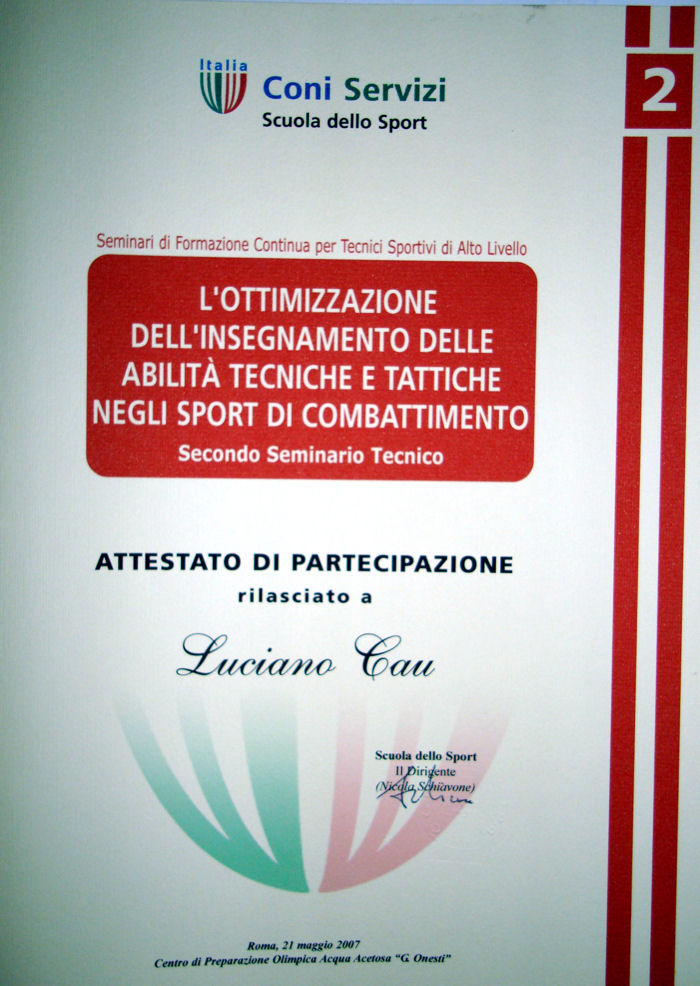 Italia
Coni Servizi
Scuola dello Sport
2
Seminari di Formazione Continua per Tecnici Sportivi di Alto Livello
L'OTTIMIZZAZIONE
DELL'INSEGNAMENTO DELLE
ABILITÀ TECNICHE E TATTICHE
NEGLI SPORT DI COMBATTIMENTO
Secondo Seminario Tecnico
ATTESTATO DI PARTECIPAZIONE
rilasciato a
Luciano Cau
Scuola dello Sport
Il Dirigente
(Nicola Schiavone)
Roma, 21 maggio 2007
Centro di Preparazione Olimpica Acqua Acetosa “G. Onesti”